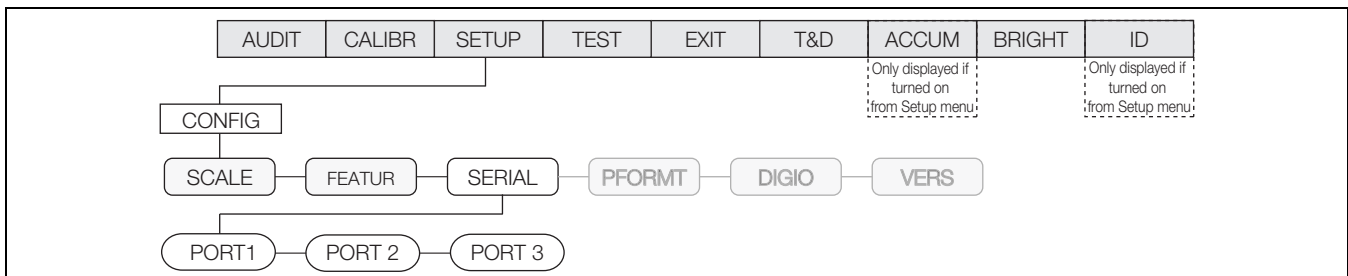 AUDIT CALIBR SETUP TEST EXIT T&D ACCUM BRIGHT ID
Only displayed if
turned on
from Setup menu
Only displayed if
turned on
from Setup menu
CONFIG
SCALE FEATUR SERIAL PFORMT DIGIO VERS
PORT1 PORT 2 PORT 3